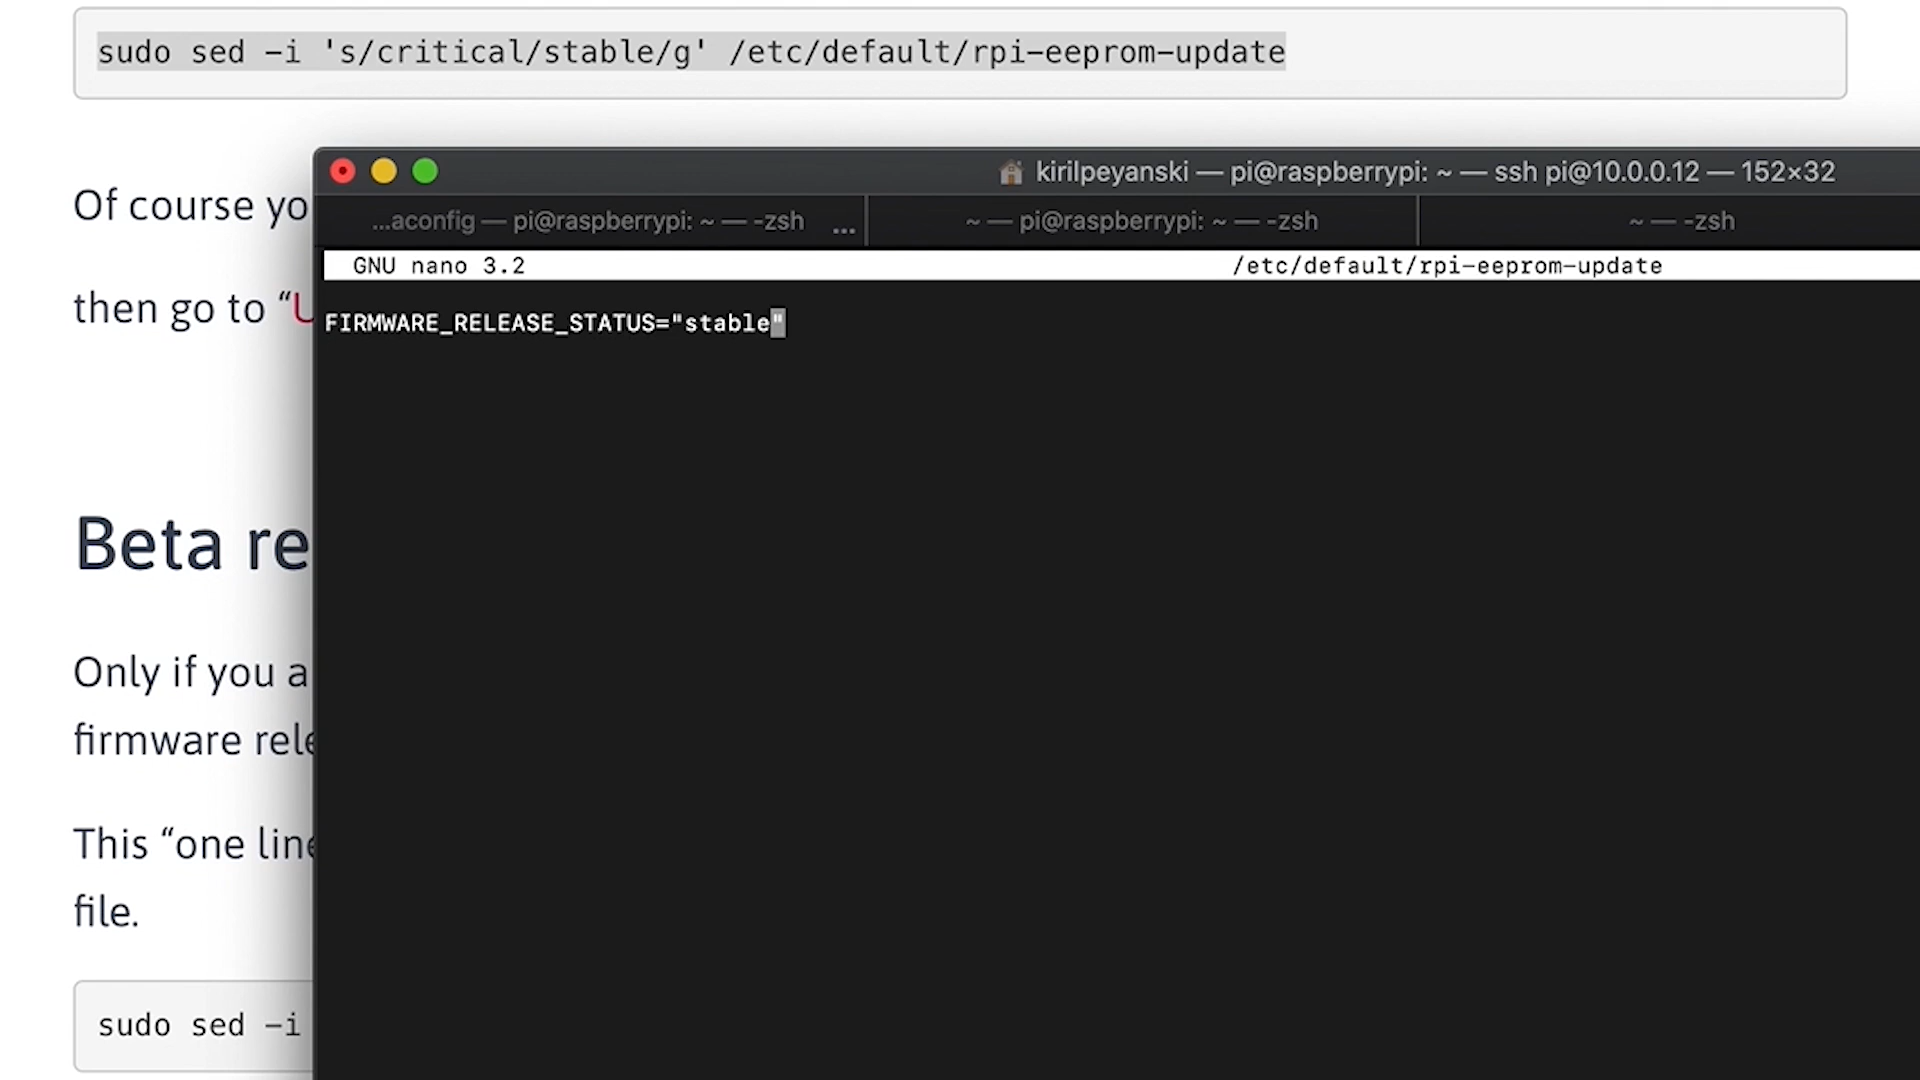 sudo sed -i 's/critical/stable/g' /etc/default/rpi-eeprom-update
Of course yo
then go to “U
Beta re
Only if you a
firmware rele
This “one line
file.
sudo sed -i
kirilpeyanski — pi@raspberrypi: ~ — ssh pi@10.0.0.12 — 152×32
...aconfig — pi@raspberrypi: ~ — -zsh ...
~ — pi@raspberrypi: ~ — -zsh
~ — -zsh
GNU nano 3.2 /etc/default/rpi-eeprom-update
FIRMWARE_RELEASE_STATUS="stable"